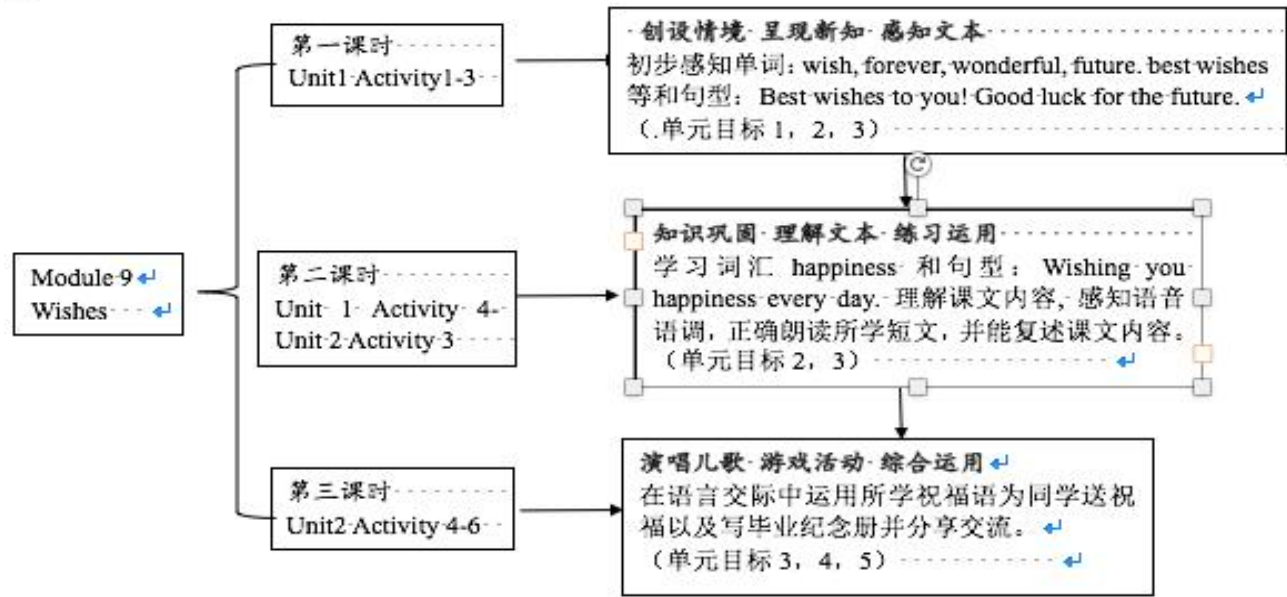 第一课时
Unit1 Activity1-3
创设情境 呈现新知 感知文本
初步感知单词：wish, forever, wonderful, future. best wishes
等和句型：Best wishes to you! Good luck for the future.
（.单元目标 1，2，3）
Module 9
Wishes
第二课时
Unit 1 Activity 4-
Unit 2 Activity 3
知识巩固 理解文本 练习运用
学习词汇 happiness 和句型：Wishing you
happiness every day. 理解课文内容，感知语音
语调，正确朗读所学短文，并能复述课文内容。
（单元目标 2，3）
第三课时
Unit2 Activity 4-6
演唱儿歌 游戏活动 综合运用
在语言交际中运用所学祝福语为同学送祝
福以及写毕业纪念册并分享交流。
（单元目标 3，4，5）